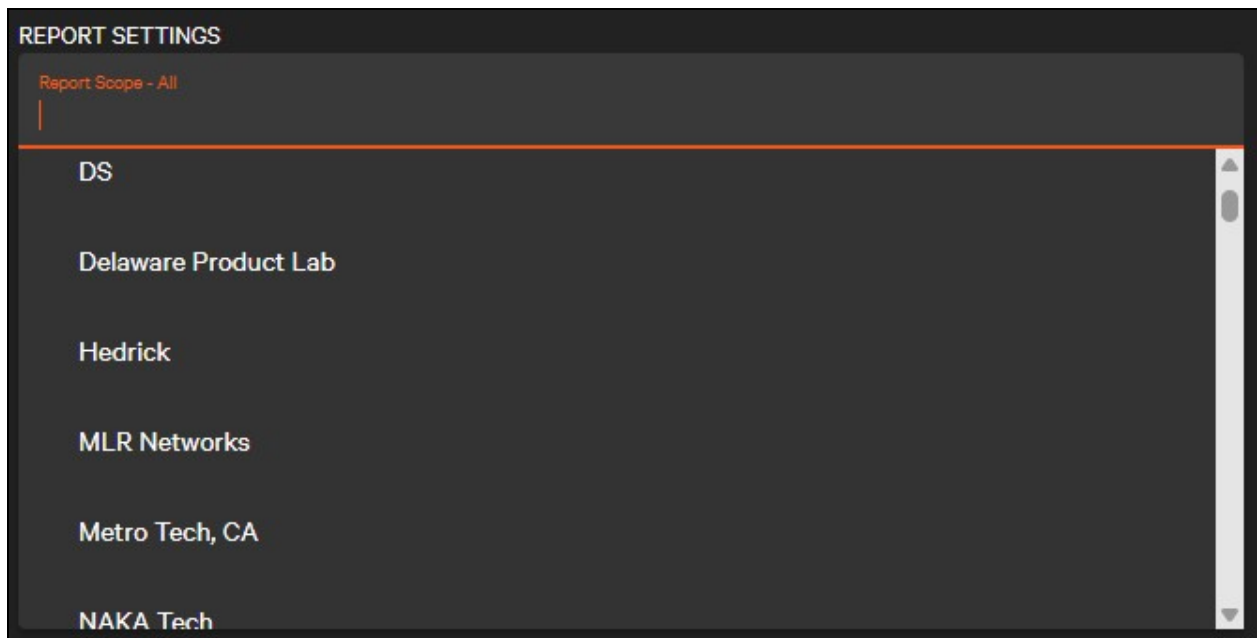 REPORT SETTINGS
Report Scope - All
DS
Delaware Product Lab
Hedrick
MLR Networks
Metro Tech, CA
NAKA Tech